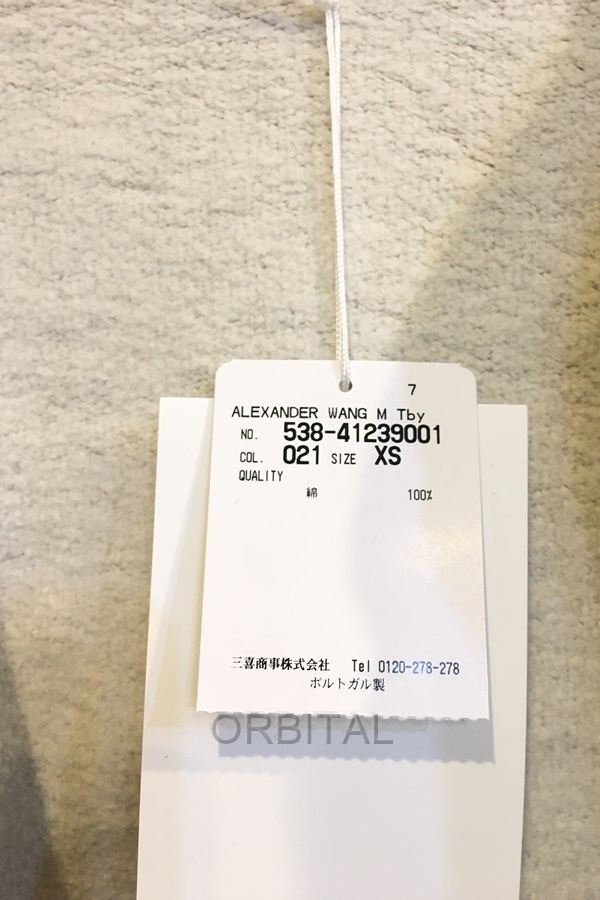 7
ALEXANDER WANG M Tby
NO. 538-41239001
COL. 021 SIZE XS
QUALITY
綿 100%
三喜商事株式会社 Tel 0120-278-278
ポルトガル製
ORBITAL